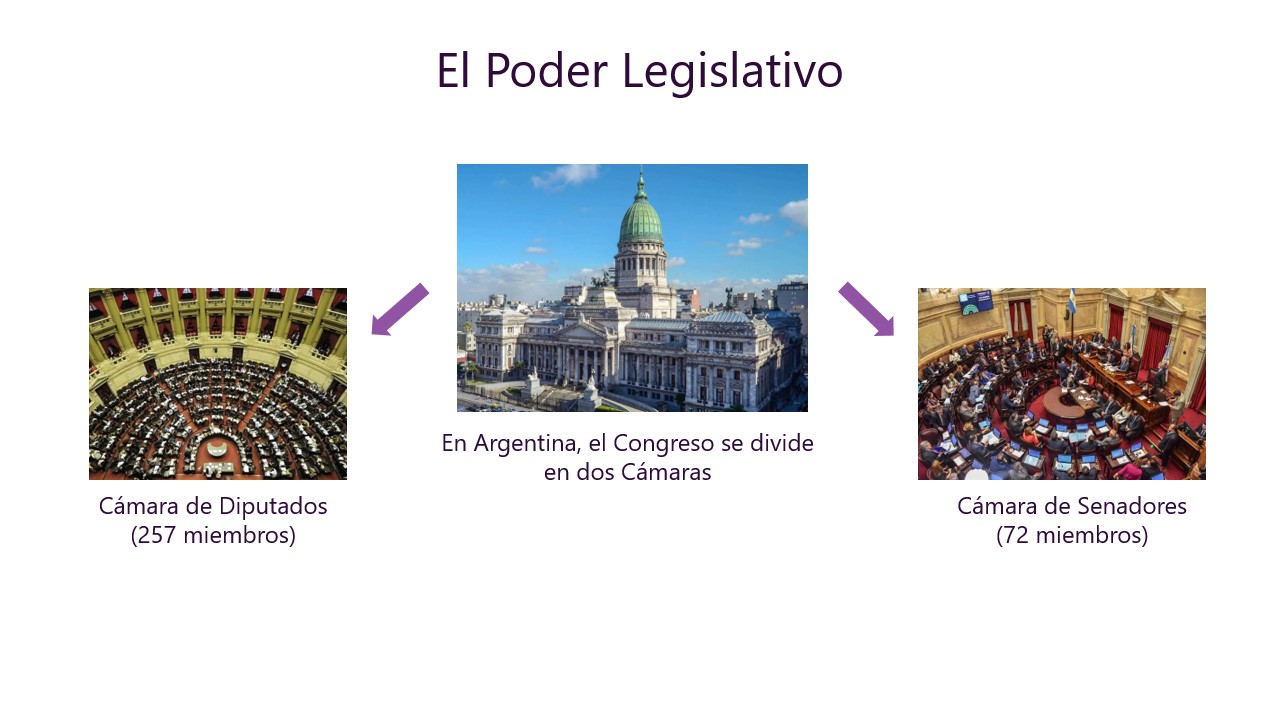 El Poder Legislativo
En Argentina, el Congreso se divide
en dos Cámaras
Cámara de Diputados
(257 miembros)
Cámara de Senadores
(72 miembros)